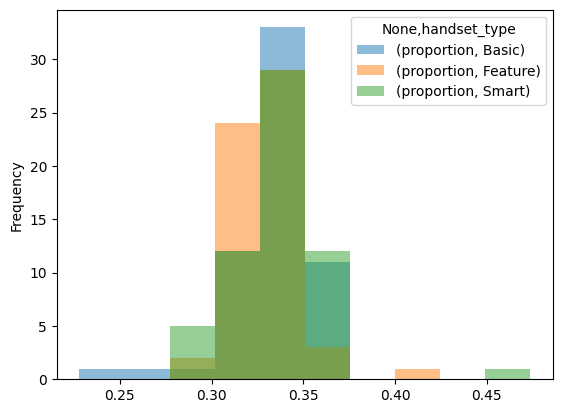 None,handset_type
(proportion, Basic)
(proportion, Feature)
(proportion, Smart)
Frequency
30
25
20
15
10
5
0
0.25 0.30 0.35 0.40 0.45